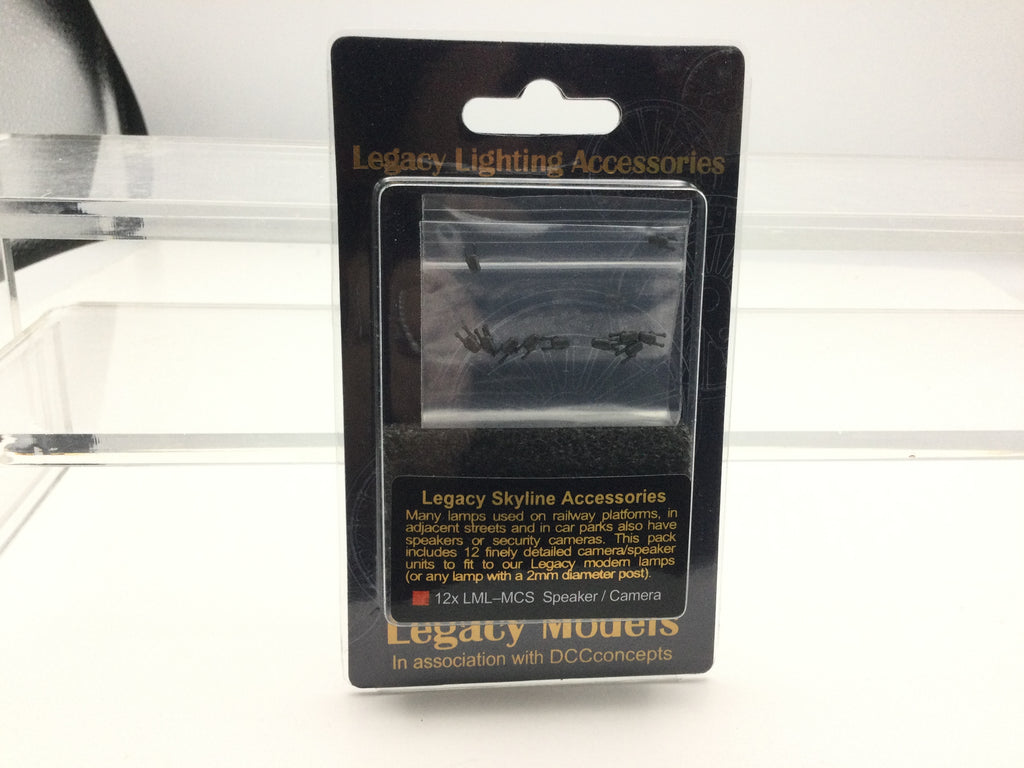 Legacy Lighting Accessories
Legacy Skyline Accessories
Many lamps used on railway platforms, in
adjacent streets and in car parks also have
speakers or security cameras. This pack
includes 12 finely detailed camera/speaker
units to fit to our Legacy modern lamps
(or any lamp with a 2mm diameter post).
12x LML–MCS Speaker / Camera
Legacy Models
In association with DCCconcepts